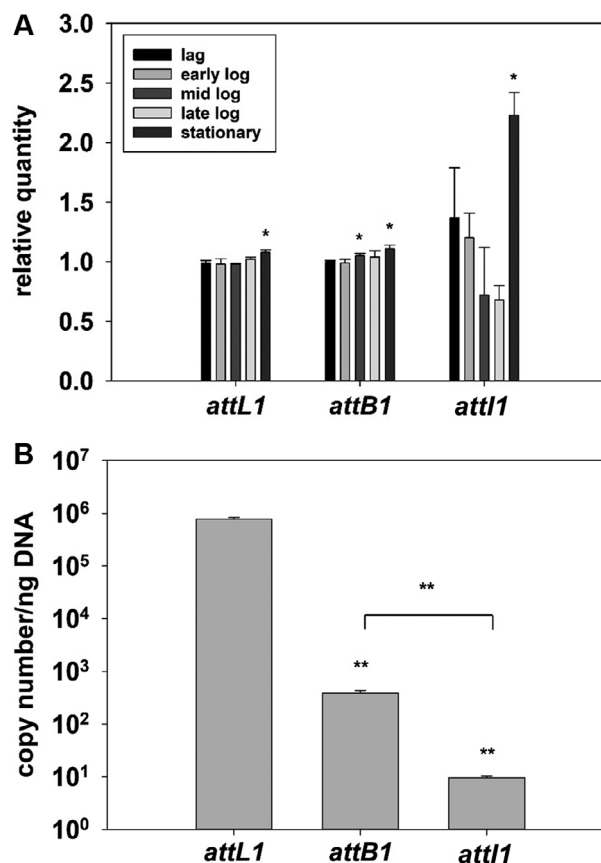 A
relative quantity
3.0
2.5
2.0
1.5
1.0
0.5
0.0
lag
early log
mid log
late log
stationary
*
*
*
*
attL1
attB1
attI1
B
copy number/ng DNA
10⁷
10⁶
10⁵
10⁴
10³
10²
10¹
10⁰
**
**
**
attL1
attB1
attI1